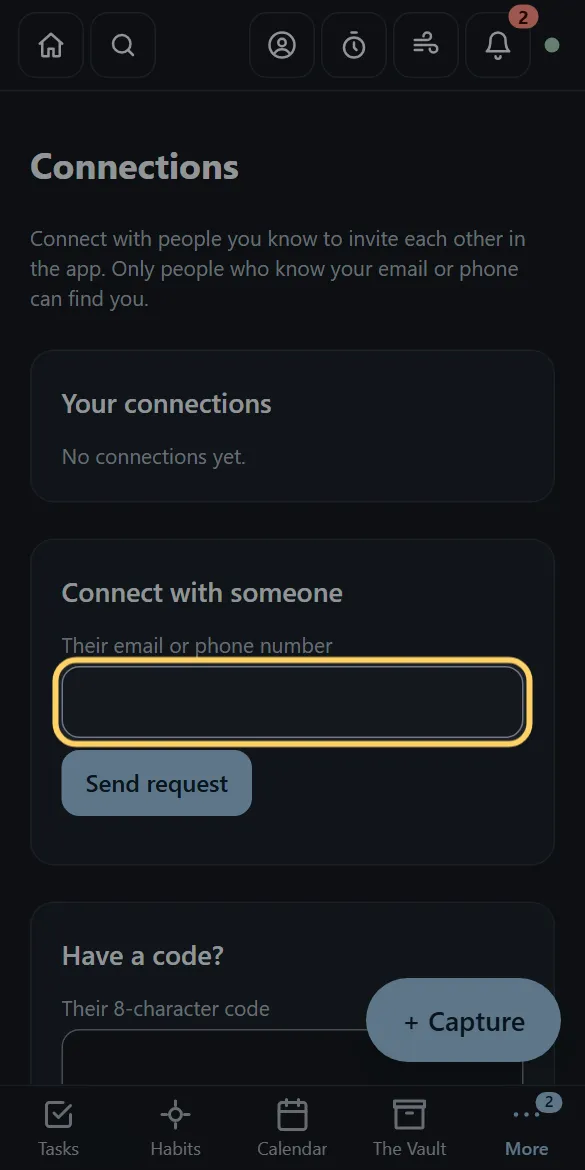 2
Connections
Connect with people you know to invite each other in
the app. Only people who know your email or phone
can find you.
Your connections
No connections yet.
Connect with someone
Their email or phone number
Send request
Have a code?
Their 8-character code
+ Capture
2
Tasks
Habits
Calendar
The Vault
More